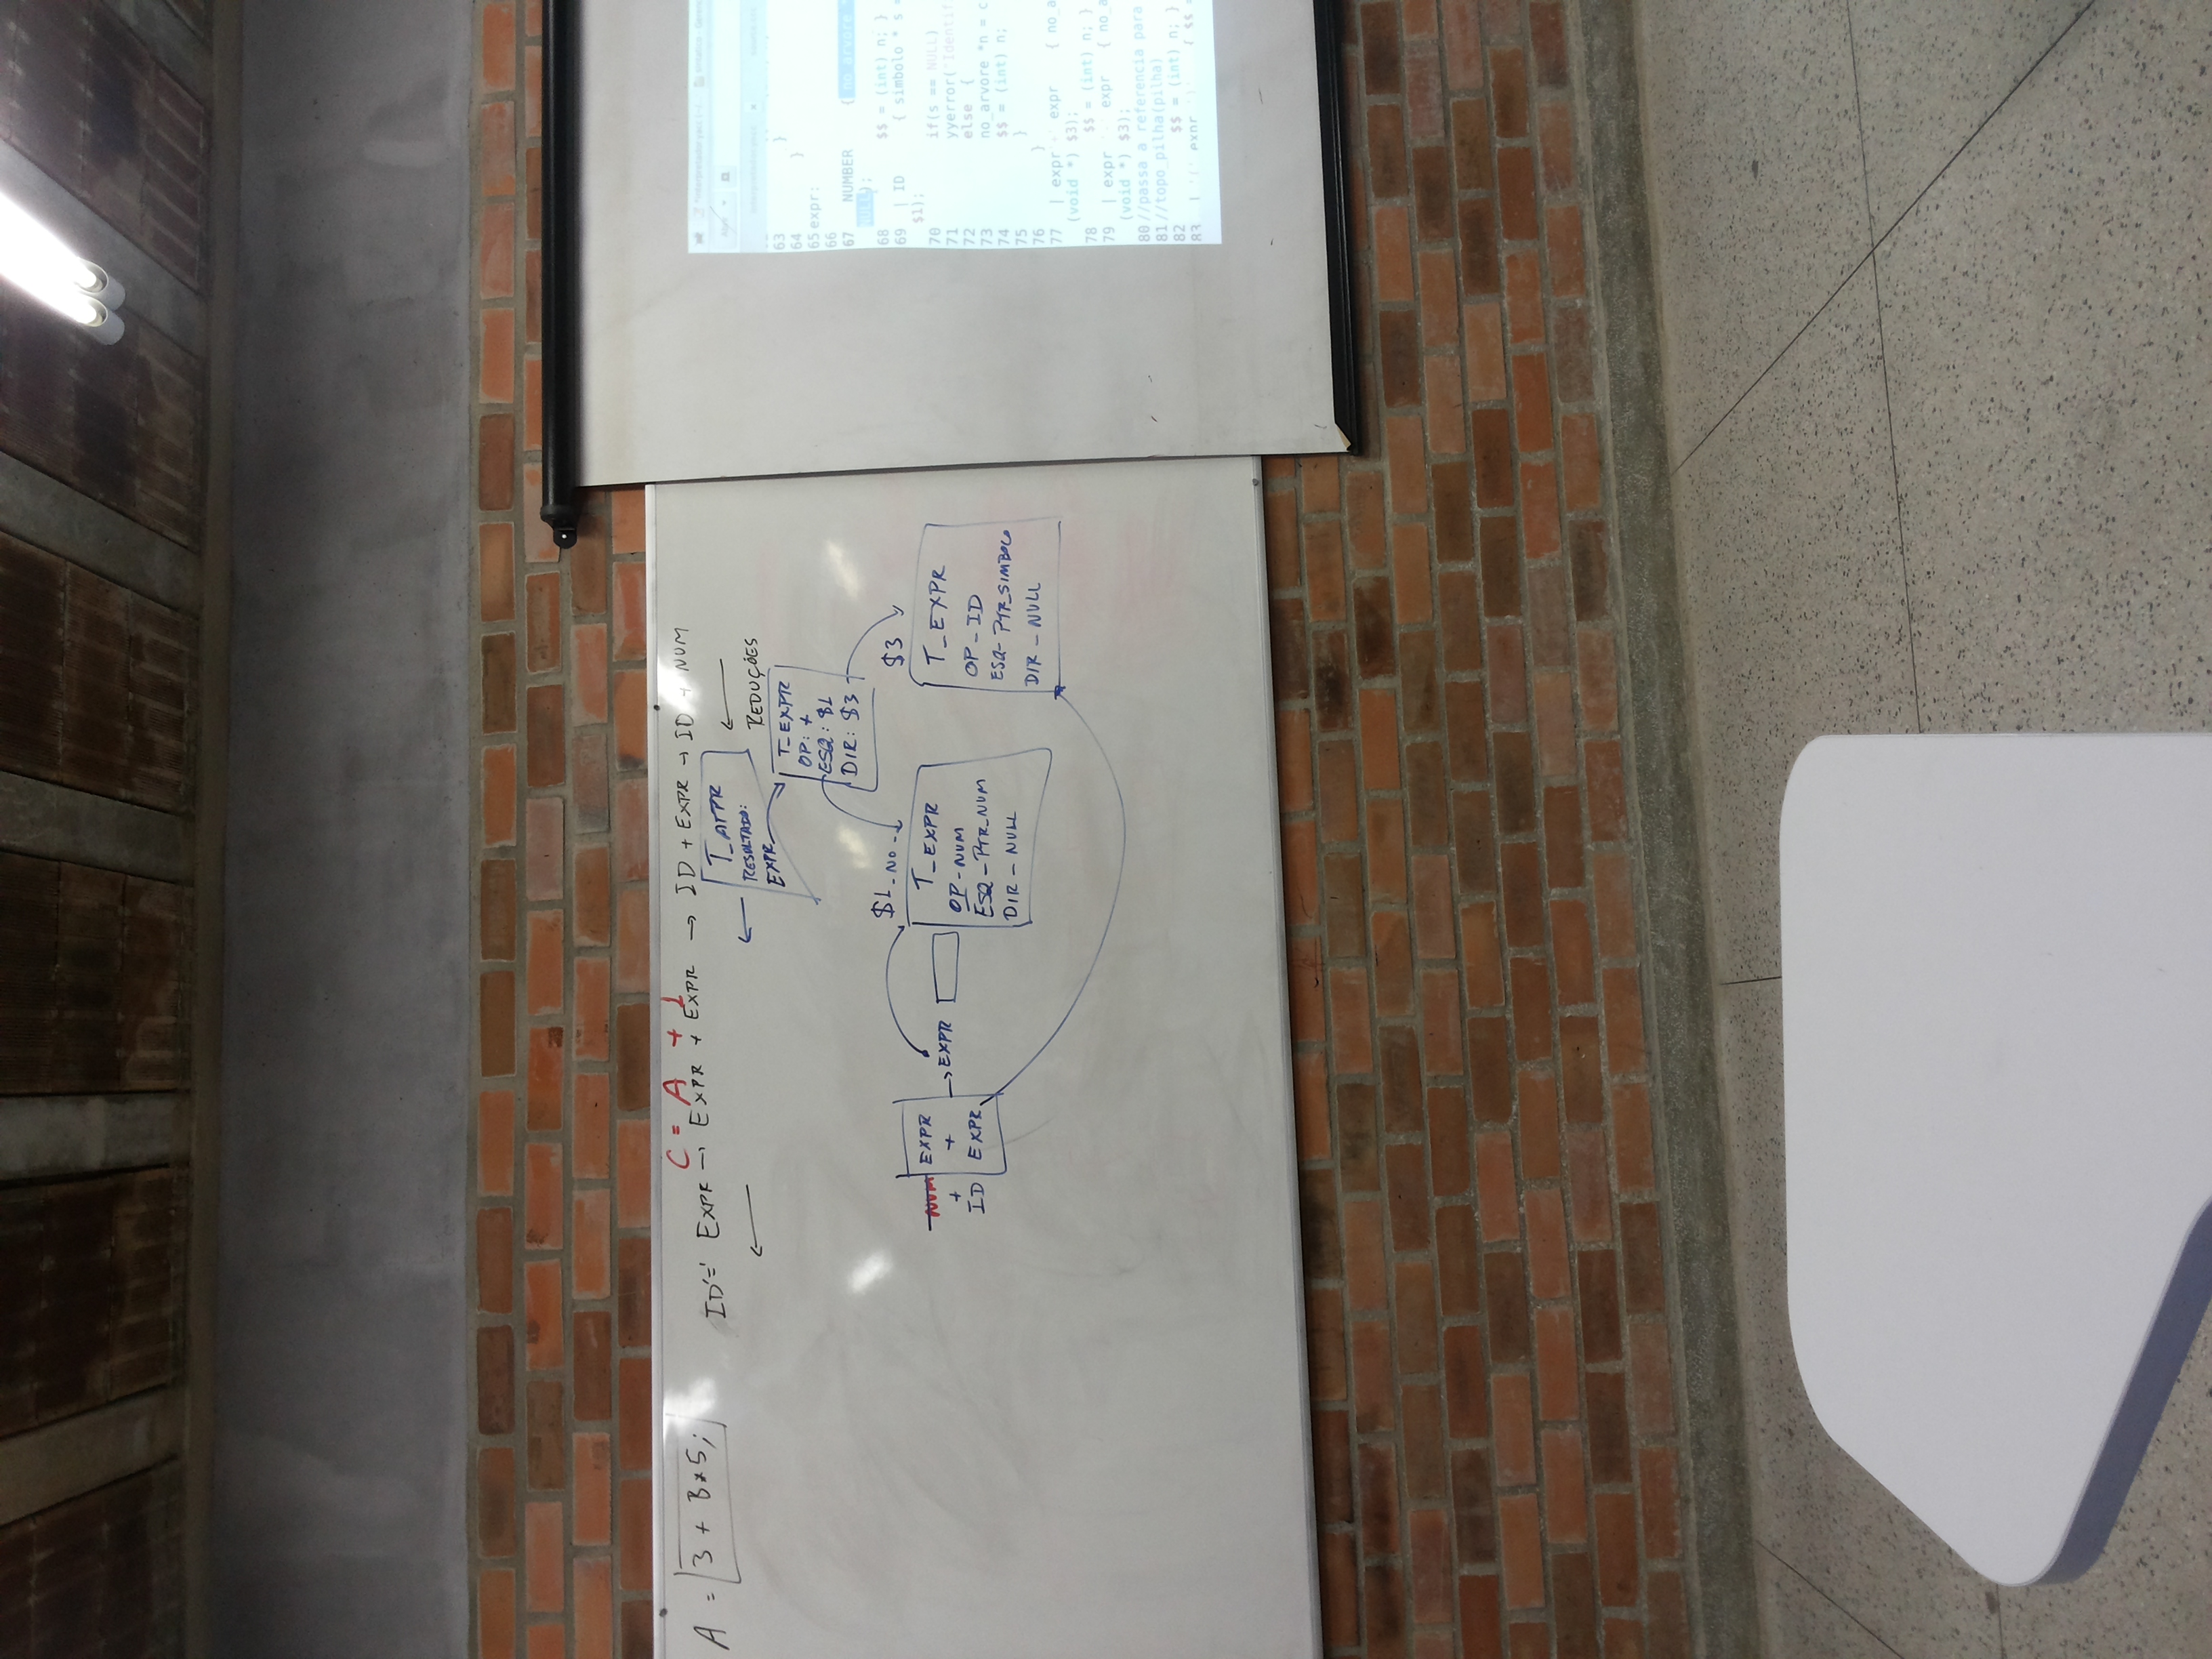 C = A + 1
A = 3 + B*5;
ID '=' EXPR → EXPR + EXPR → ID + EXPR → ID + NUM
T_ATPR
RESULTADO:
EXPR
REDUÇÕES
T_EXPR
OP: +
ESQ: $1
DIR: $3
$1_NO_
$3
NUM
+
ID
EXPR
+
EXPR
→ EXPR
T_EXPR
OP - NUM
ESQ - PTR_NUM
DIR - NULL
T_EXPR
OP - ID
ESQ - PTR_SIMBOLO
DIR - NULL
63 }
64 }
65 expr:
66
67 NUMBER { no_arvore *
NULL);
68 $$ = (int) n; }
69 | ID { simbolo * s =
$1);
70 if(s == NULL)
71 yyerror("Identif
72 else {
73 no_arvore *n = c
74 $$ = (int) n;
75 }
76 }
77 | expr expr { no_a
(void *) $3);
78 $$ = (int) n; }
79 | expr expr { no_a
(void *) $3);
80 //passa a referencia para
81 //topo_pilha(pilha)
82 $$ = (int) n; }
83 | '(' expr ')' { $$ =